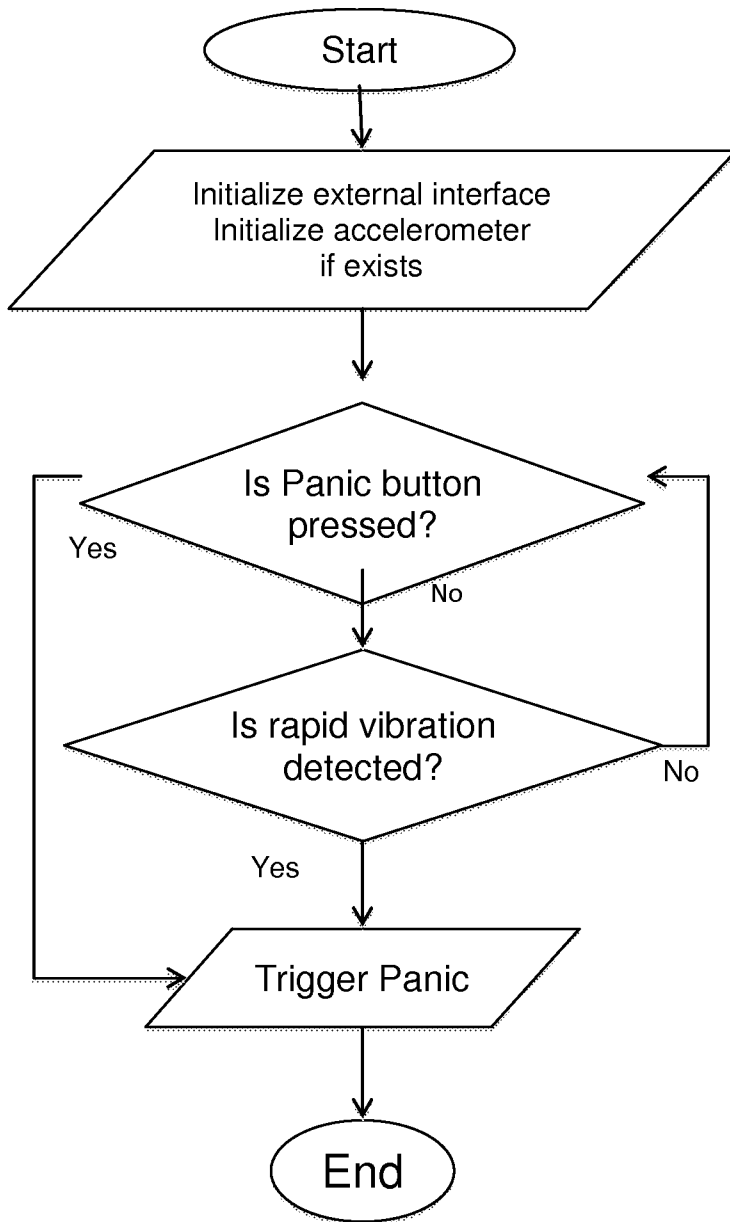 Start
Initialize external interface
Initialize accelerometer
if exists
Is Panic button
pressed?
Yes
No
Is rapid vibration
detected?
No
Yes
Trigger Panic
End